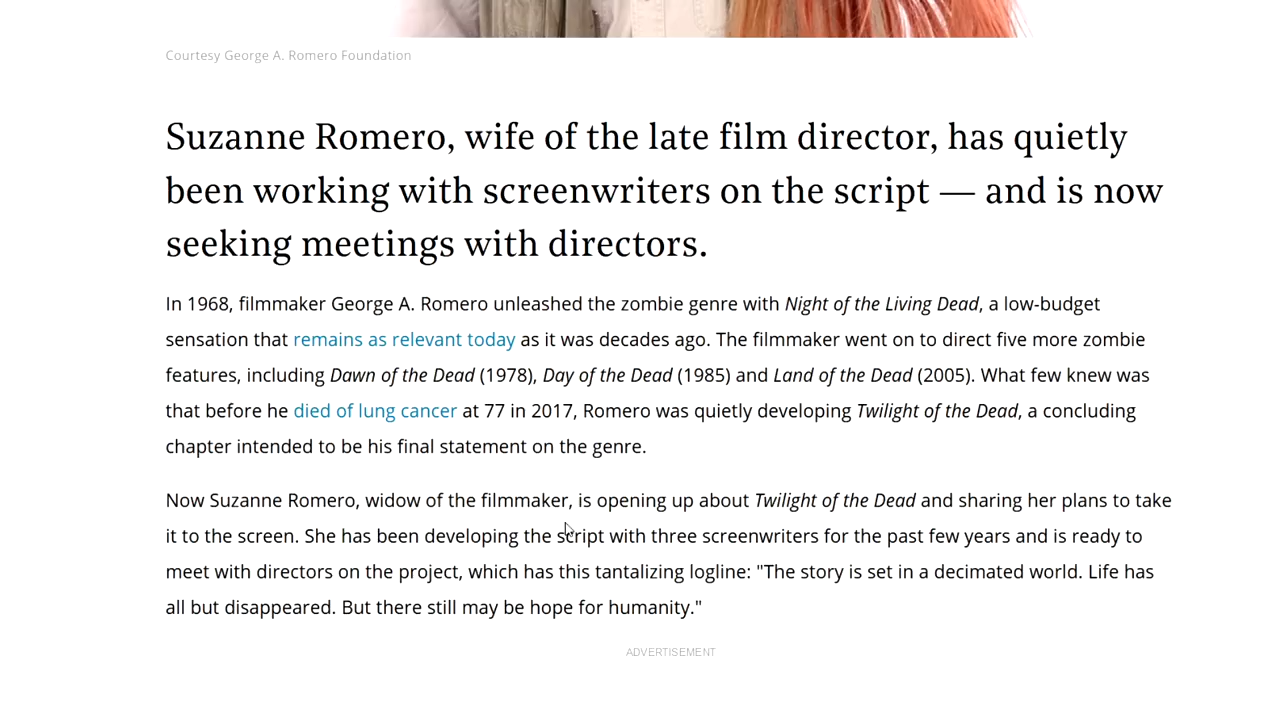 Courtesy George A. Romero Foundation
Suzanne Romero, wife of the late film director, has quietly
been working with screenwriters on the script — and is now
seeking meetings with directors.
In 1968, filmmaker George A. Romero unleashed the zombie genre with Night of the Living Dead, a low-budget
sensation that remains as relevant today as it was decades ago. The filmmaker went on to direct five more zombie
features, including Dawn of the Dead (1978), Day of the Dead (1985) and Land of the Dead (2005). What few knew was
that before he died of lung cancer at 77 in 2017, Romero was quietly developing Twilight of the Dead, a concluding
chapter intended to be his final statement on the genre.
Now Suzanne Romero, widow of the filmmaker, is opening up about Twilight of the Dead and sharing her plans to take
it to the screen. She has been developing the script with three screenwriters for the past few years and is ready to
meet with directors on the project, which has this tantalizing logline: "The story is set in a decimated world. Life has
all but disappeared. But there still may be hope for humanity."
ADVERTISEMENT